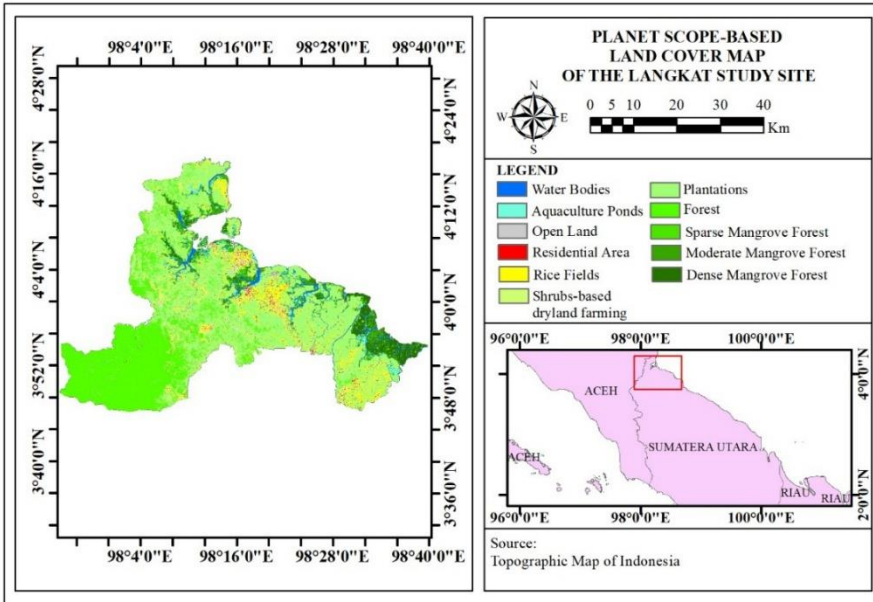 98°4'0"E 98°16'0"E 98°28'0"E 98°40'0"E
4°28'0"N
4°24'0"N
4°16'0"N
4°12'0"N
4°4'0"N
4°0'0"N
3°52'0"N
3°48'0"N
3°40'0"N
3°36'0"N
98°4'0"E 98°16'0"E 98°28'0"E 98°40'0"E
PLANET SCOPE-BASED
LAND COVER MAP
OF THE LANGKAT STUDY SITE
N
W E
S
0 5 10 20 30 40
Km
LEGEND
Water Bodies
Aquaculture Ponds
Open Land
Residential Area
Rice Fields
Shrubs-based
dryland farming
Plantations
Forest
Sparse Mangrove Forest
Moderate Mangrove Forest
Dense Mangrove Forest
96°0'0"E 98°0'0"E 100°0'0"E
4°0'0"N
ACEH
SUMATERA UTARA
ACEH
RIAU
RIAU
2°0'0"N
96°0'0"E 98°0'0"E 100°0'0"E
Source:
Topographic Map of Indonesia